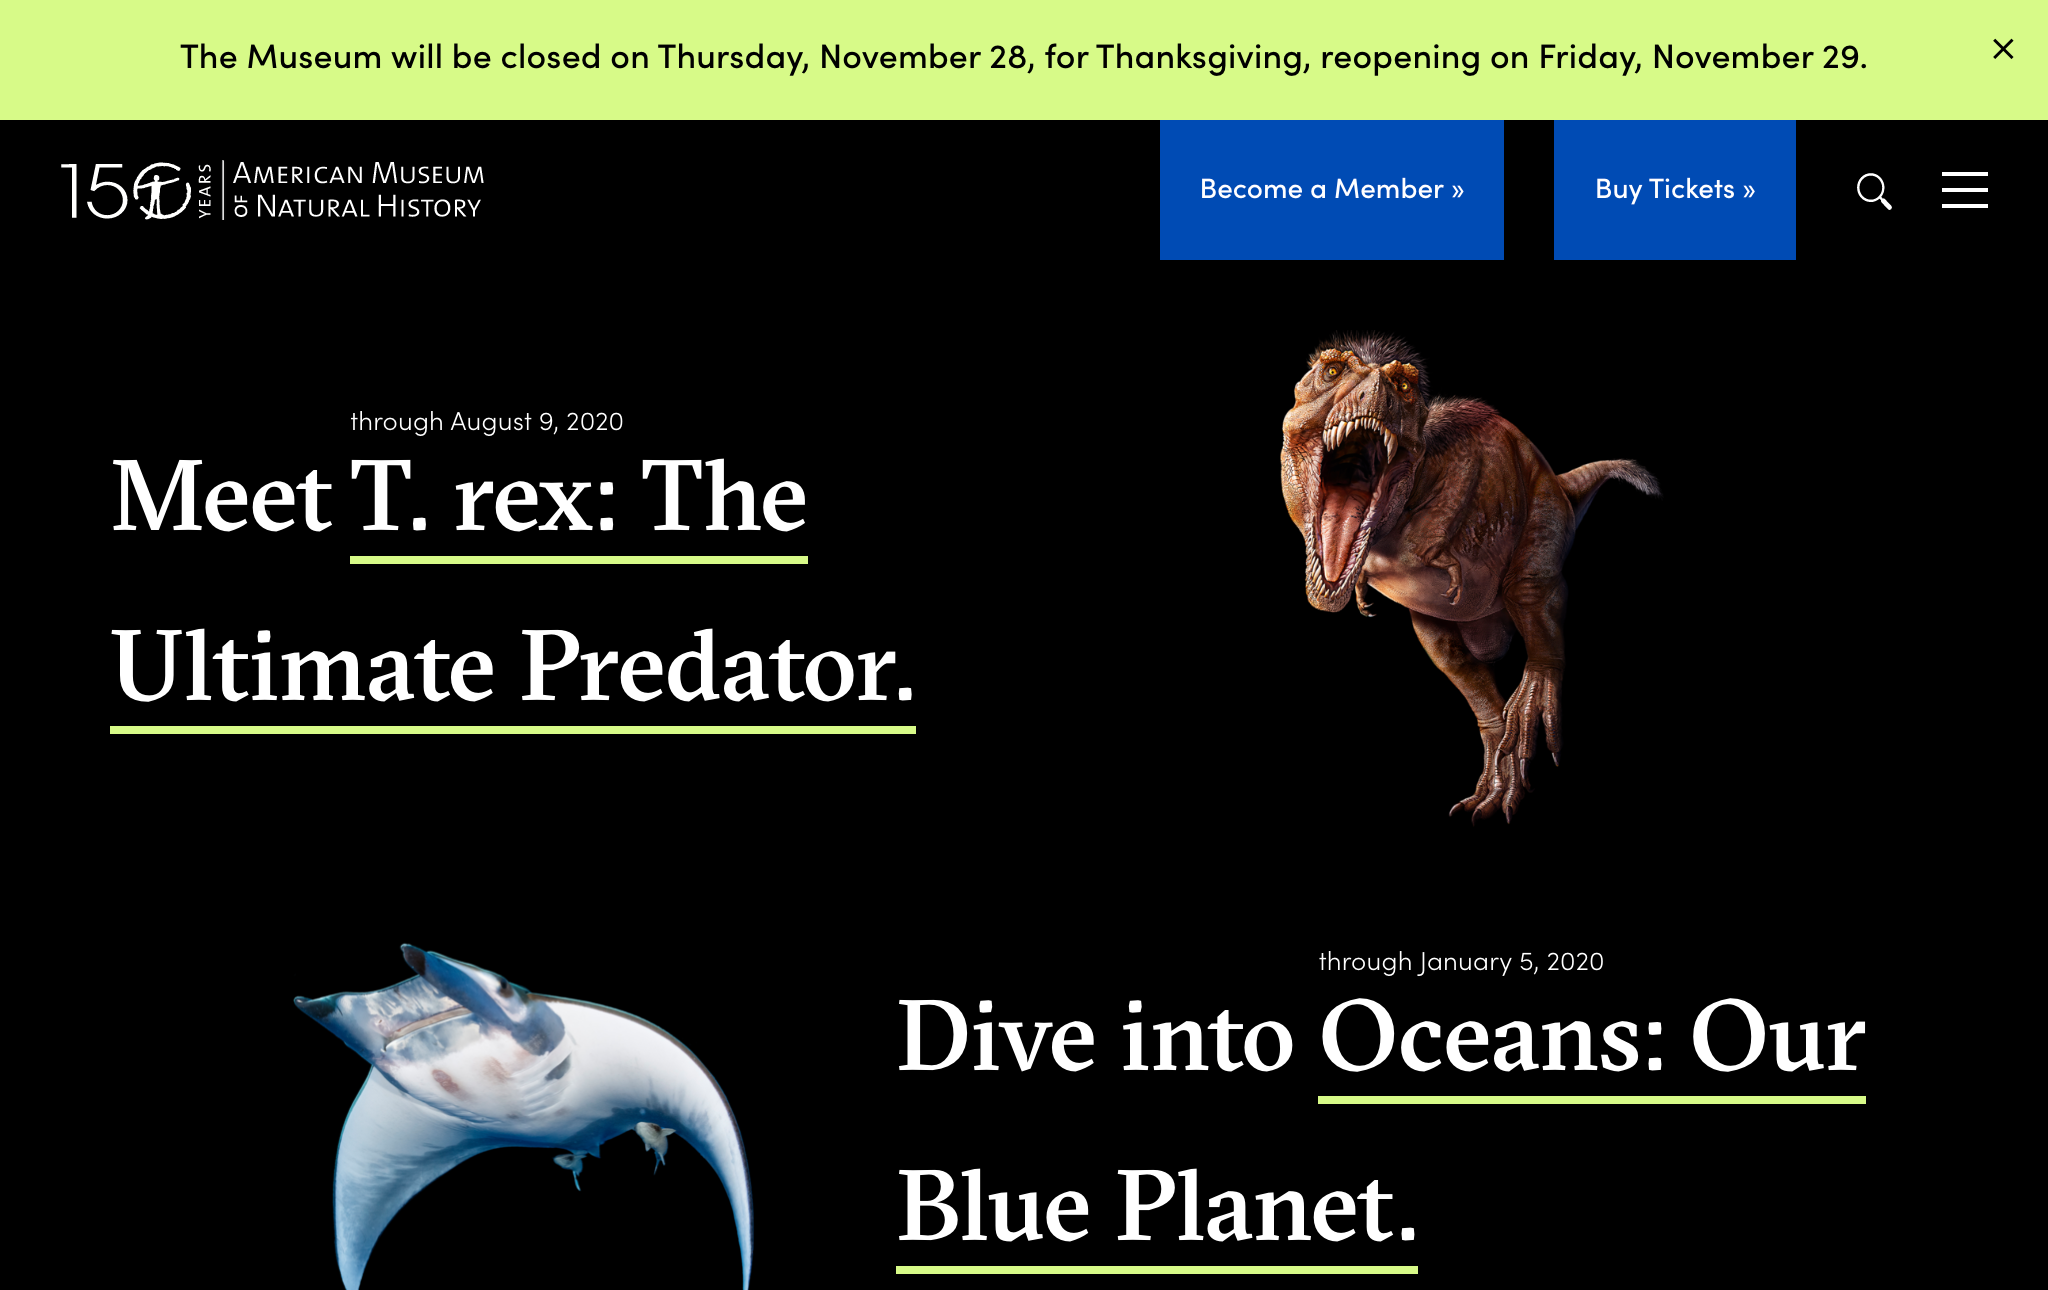 The Museum will be closed on Thursday, November 28, for Thanksgiving, reopening on Friday, November 29.
150 YEARS
American Museum
of Natural History
Become a Member »
Buy Tickets »
through August 9, 2020
Meet T. rex: The
Ultimate Predator.
through January 5, 2020
Dive into Oceans: Our
Blue Planet.